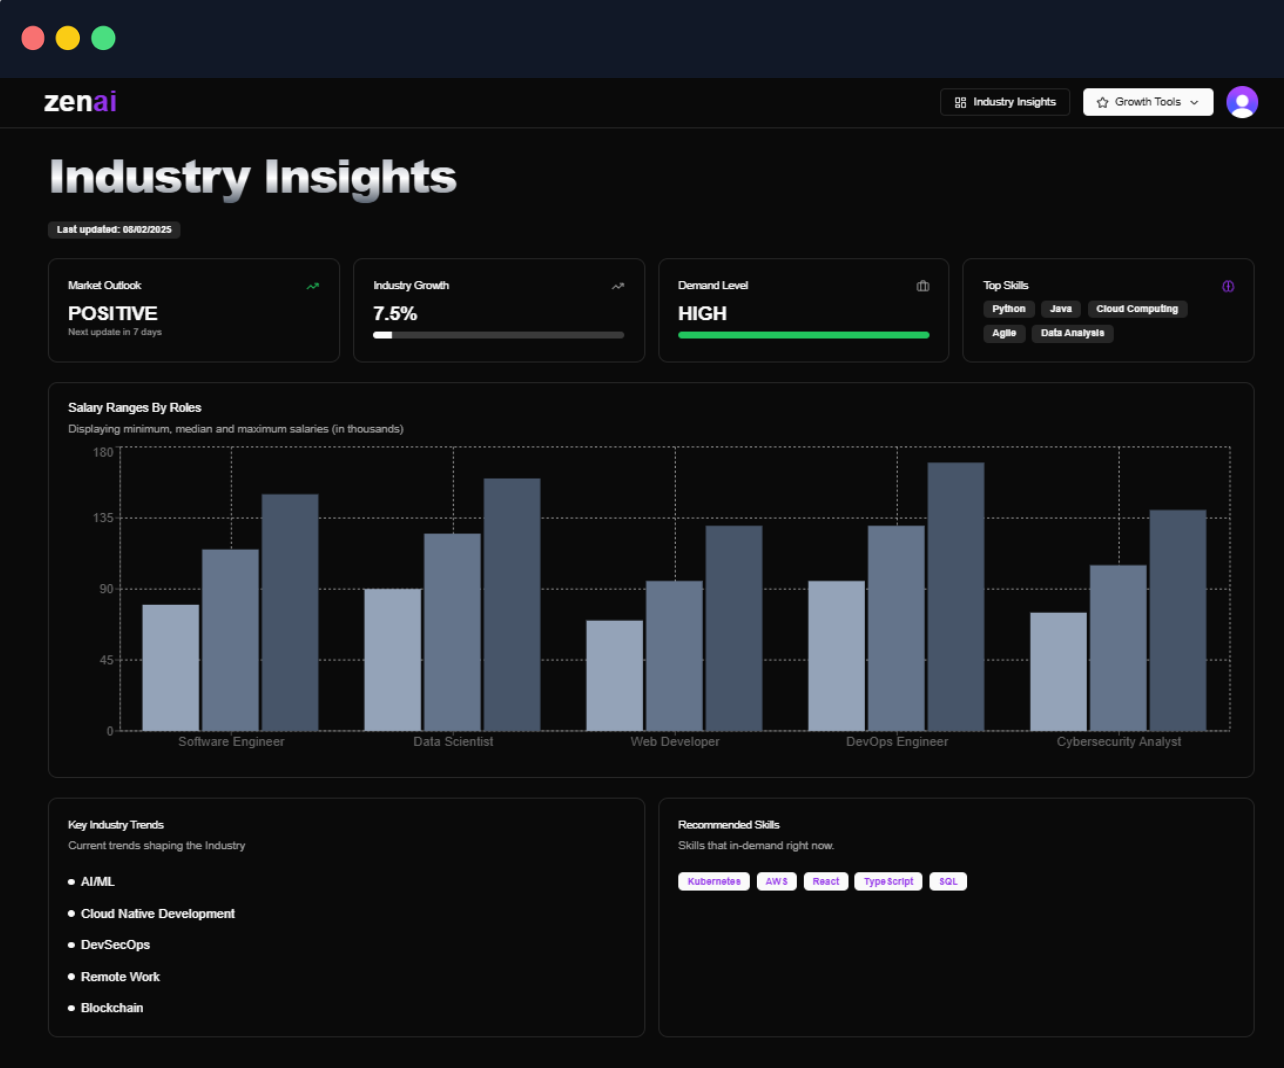 zenai
Industry Insights
Growth Tools
Industry Insights
Last updated: 08/02/2025
Market Outlook
POSITIVE
Next update in 7 days
Industry Growth
7.5%
Demand Level
HIGH
Top Skills
Python Java Cloud Computing
Agile Data Analysis
Salary Ranges By Roles
Displaying minimum, median and maximum salaries (in thousands)
180
135
90
45
0
Software Engineer Data Scientist Web Developer DevOps Engineer Cybersecurity Analyst
Key Industry Trends
Current trends shaping the Industry
AI/ML
Cloud Native Development
DevSecOps
Remote Work
Blockchain
Recommended Skills
Skills that in-demand right now.
Kubernetes AWS React TypeScript SQL